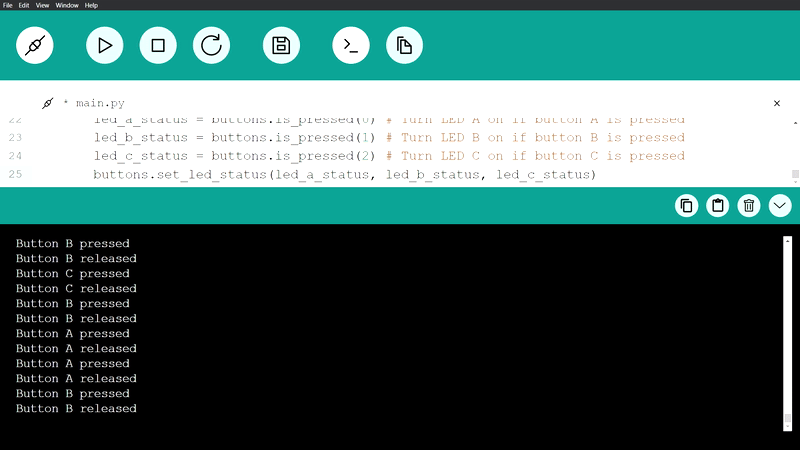 File Edit View Window Help
* main.py
22 led_a_status = buttons.is_pressed(0) # Turn LED A on if button A is pressed
23 led_b_status = buttons.is_pressed(1) # Turn LED B on if button B is pressed
24 led_c_status = buttons.is_pressed(2) # Turn LED C on if button C is pressed
25 buttons.set_led_status(led_a_status, led_b_status, led_c_status)
Button B pressed
Button B released
Button C pressed
Button C released
Button B pressed
Button B released
Button A pressed
Button A released
Button A pressed
Button A released
Button B pressed
Button B released